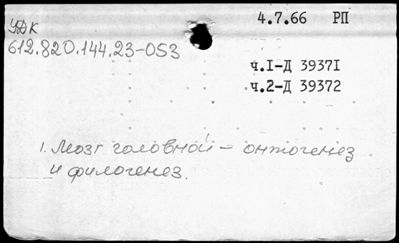 УДК
4.7.66 РП
612.820.144.23-053
ч.I-Д 39371
ч.2-Д 39372
1. Мозг головной – онтогенез
и филогенез.